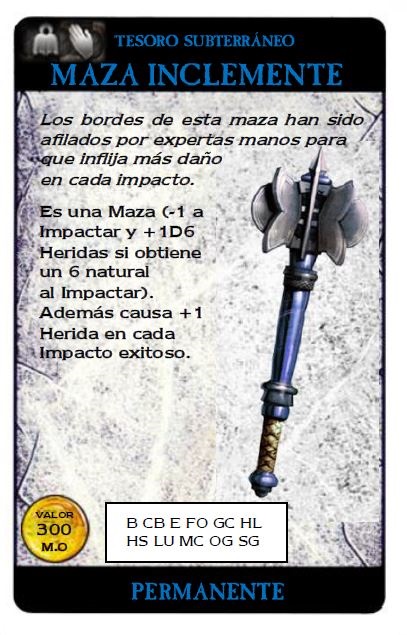 TESORO SUBTERRÁNEO
MAZA INCLEMENTE
Los bordes de esta maza han sido
afilados por expertas manos para
que inflija más daño
en cada impacto.
Es una Maza (-1 a
Impactar y +1D6
Heridas si obtiene
un 6 natural
al Impactar).
Además causa +1
Herida en cada
Impacto exitoso.
VALOR
300
M.O
B CB E FO GC HL
HS LU MC OG SG
PERMANENTE